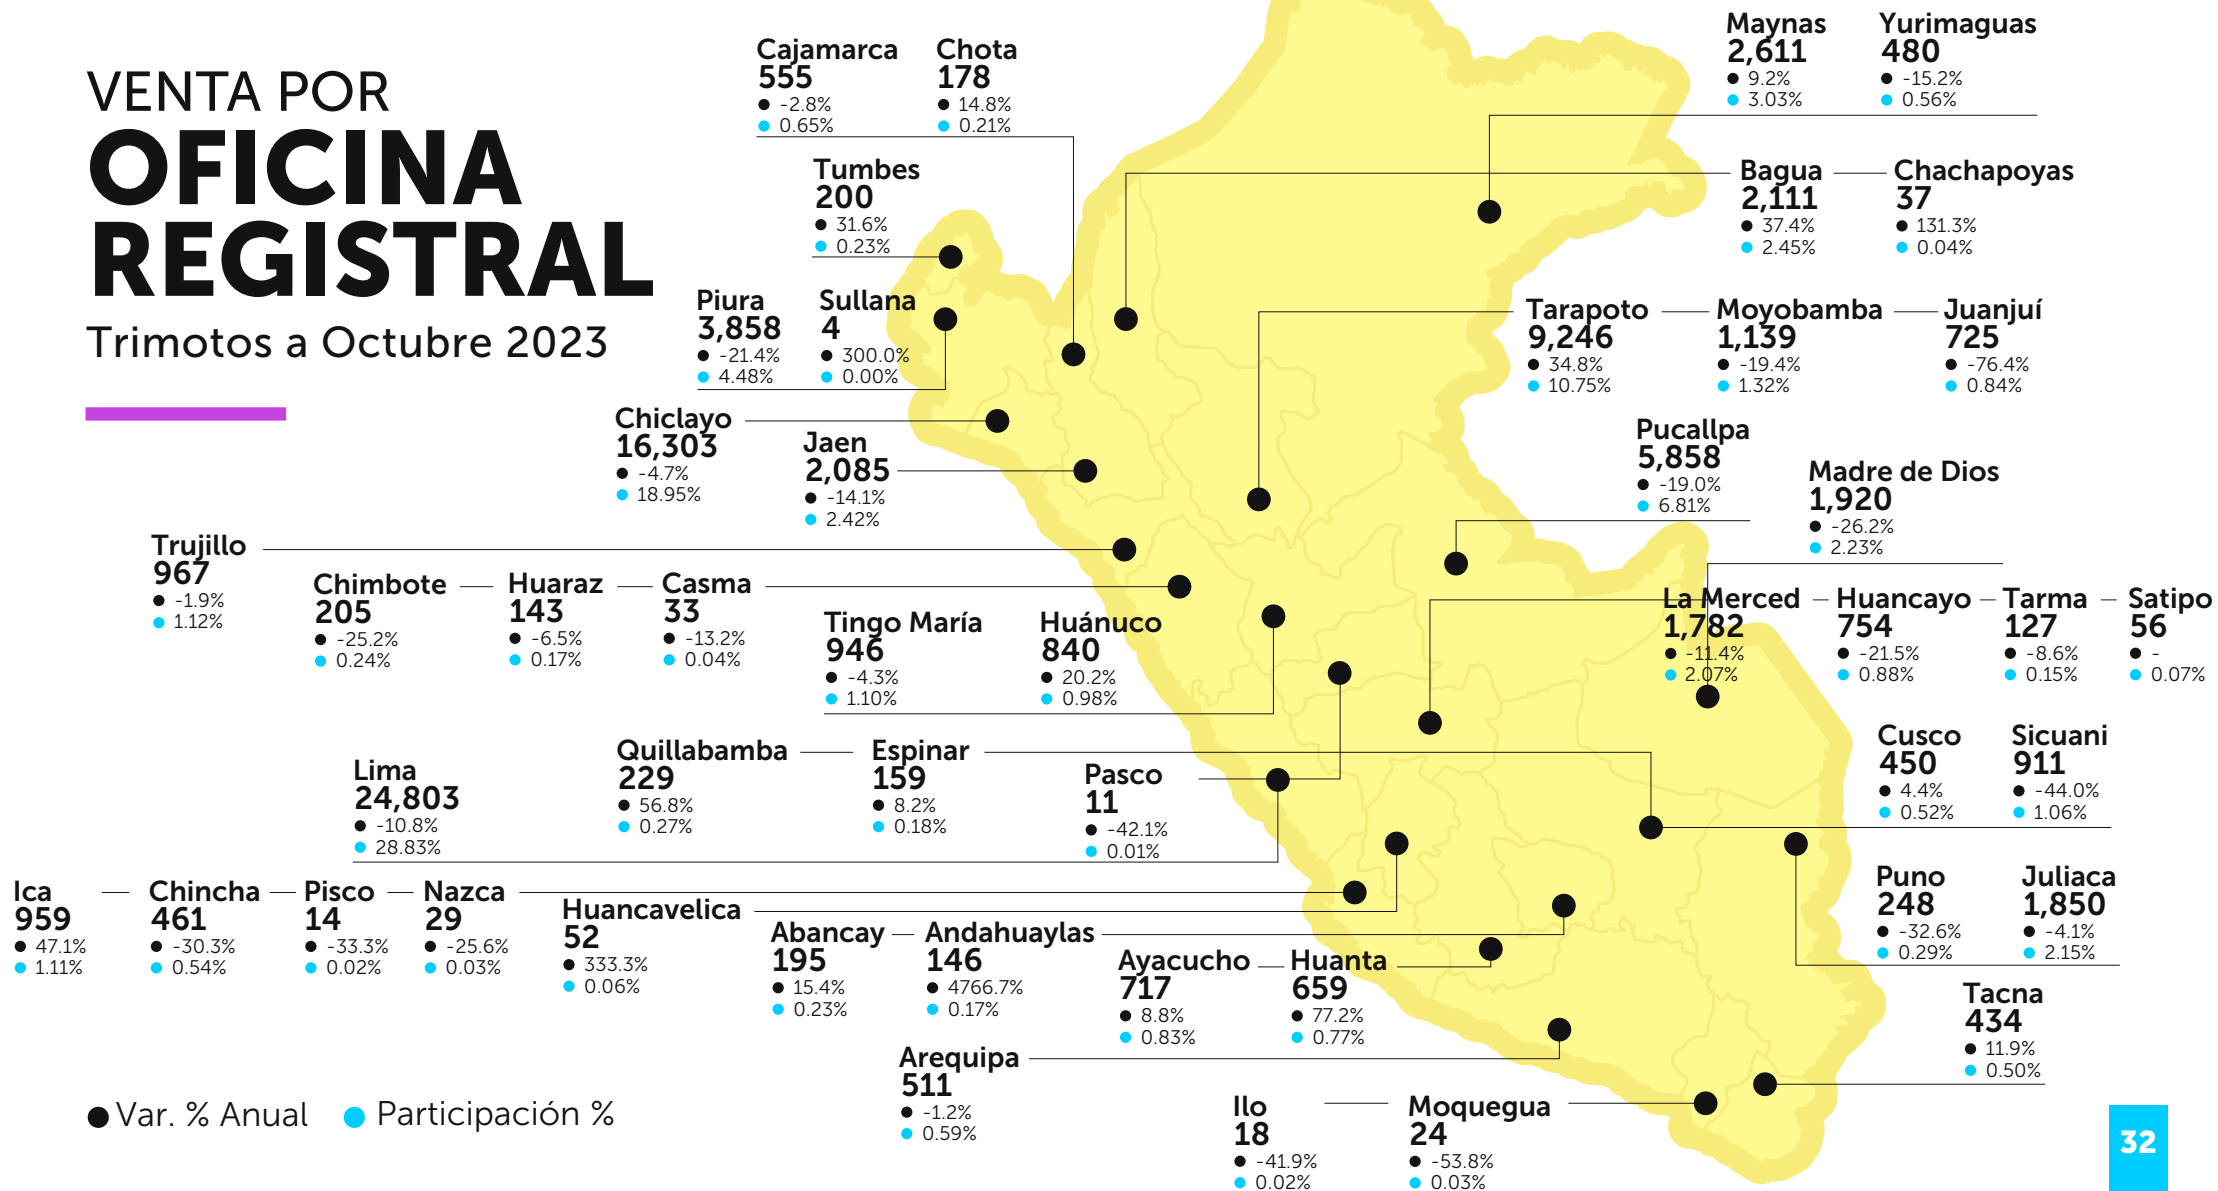 VENTA POR
OFICINA
REGISTRAL
Trimotos a Octubre 2023
Cajamarca
555
-2.8%
0.65%
Chota
178
14.8%
0.21%
Maynas
2,611
9.2%
3.03%
Yurimaguas
480
-15.2%
0.56%
Tumbes
200
31.6%
0.23%
Bagua
2,111
37.4%
2.45%
Chachapoyas
37
131.3%
0.04%
Piura
3,858
-21.4%
4.48%
Sullana
4
300.0%
0.00%
Tarapoto
9,246
34.8%
10.75%
Moyobamba
1,139
-19.4%
1.32%
Juanjuí
725
-76.4%
0.84%
Chiclayo
16,303
-4.7%
18.95%
Jaen
2,085
-14.1%
2.42%
Pucallpa
5,858
-19.0%
6.81%
Madre de Dios
1,920
-26.2%
2.23%
Trujillo
967
-1.9%
1.12%
Chimbote
205
-25.2%
0.24%
Huaraz
143
-6.5%
0.17%
Casma
33
-13.2%
0.04%
Tingo María
946
-4.3%
1.10%
Huánuco
840
20.2%
0.98%
La Merced
1,782
-11.4%
2.07%
Huancayo
754
-21.5%
0.88%
Tarma
127
-8.6%
0.15%
Satipo
56
-
0.07%
Lima
24,803
-10.8%
28.83%
Quillabamba
229
56.8%
0.27%
Espinar
159
8.2%
0.18%
Pasco
11
-42.1%
0.01%
Cusco
450
4.4%
0.52%
Sicuani
911
-44.0%
1.06%
Ica
959
47.1%
1.11%
Chincha
461
-30.3%
0.54%
Pisco
14
-33.3%
0.02%
Nazca
29
-25.6%
0.03%
Huancavelica
52
333.3%
0.06%
Abancay
195
15.4%
0.23%
Andahuaylas
146
4766.7%
0.17%
Ayacucho
717
8.8%
0.83%
Huanta
659
77.2%
0.77%
Puno
248
-32.6%
0.29%
Juliaca
1,850
-4.1%
2.15%
Tacna
434
11.9%
0.50%
Arequipa
511
-1.2%
0.59%
Ilo
18
-41.9%
0.02%
Moquegua
24
-53.8%
0.03%
Var. % Anual
Participación %
32